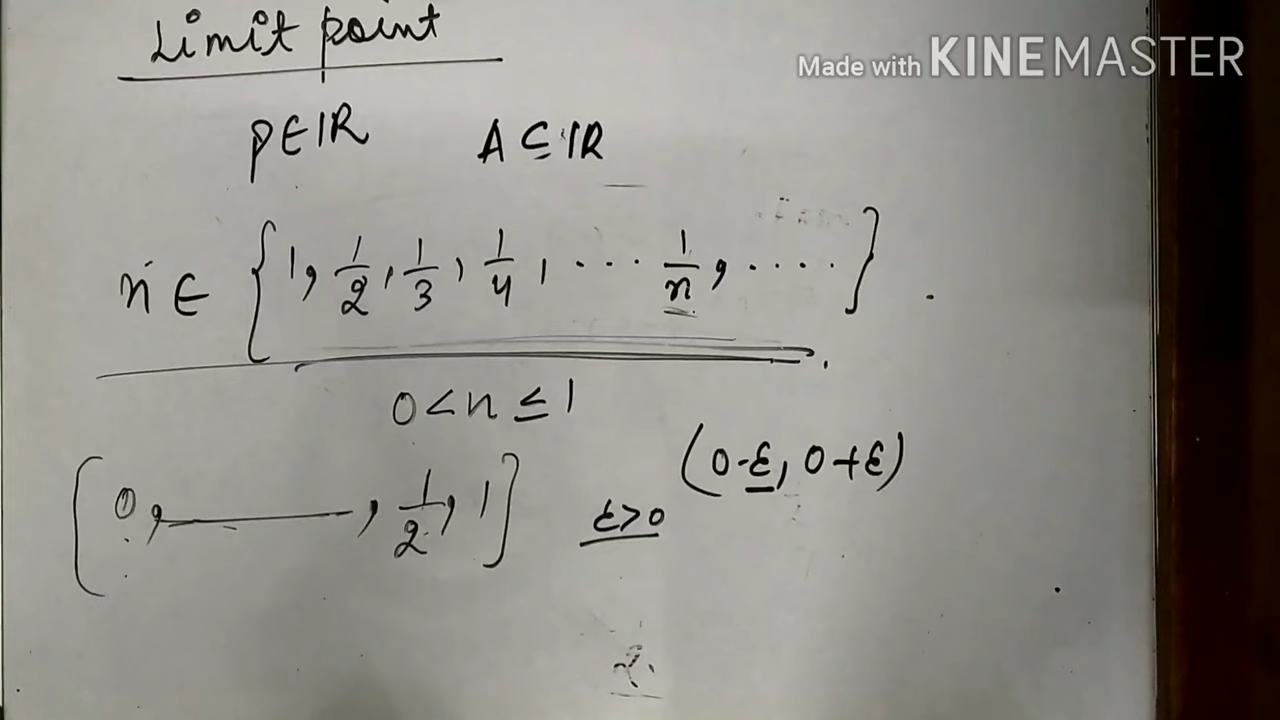 Limit point
Made with KINEMASTER
p∈ℝ A⊆ℝ
n ∈ {1, 1/2, 1/3, 1/4, ... 1/n, ....}
0<n≤1
(0-ε, 0+ε)
[0, ———, 1/2, 1] ε>0